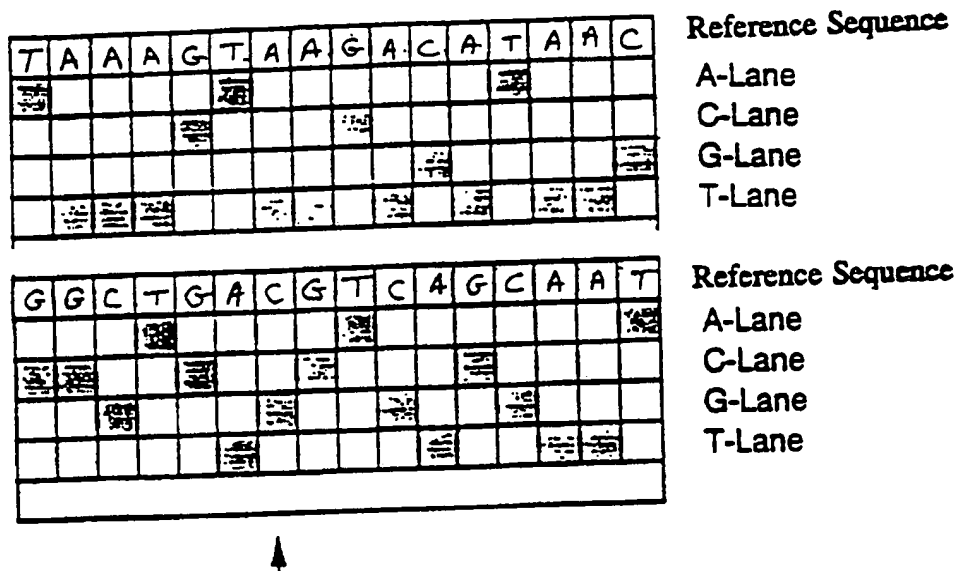 T A A A G T A A G A C A T A A C Reference Sequence
A-Lane
C-Lane
G-Lane
T-Lane
G G C T G A C G T C A G C A A T Reference Sequence
A-Lane
C-Lane
G-Lane
T-Lane